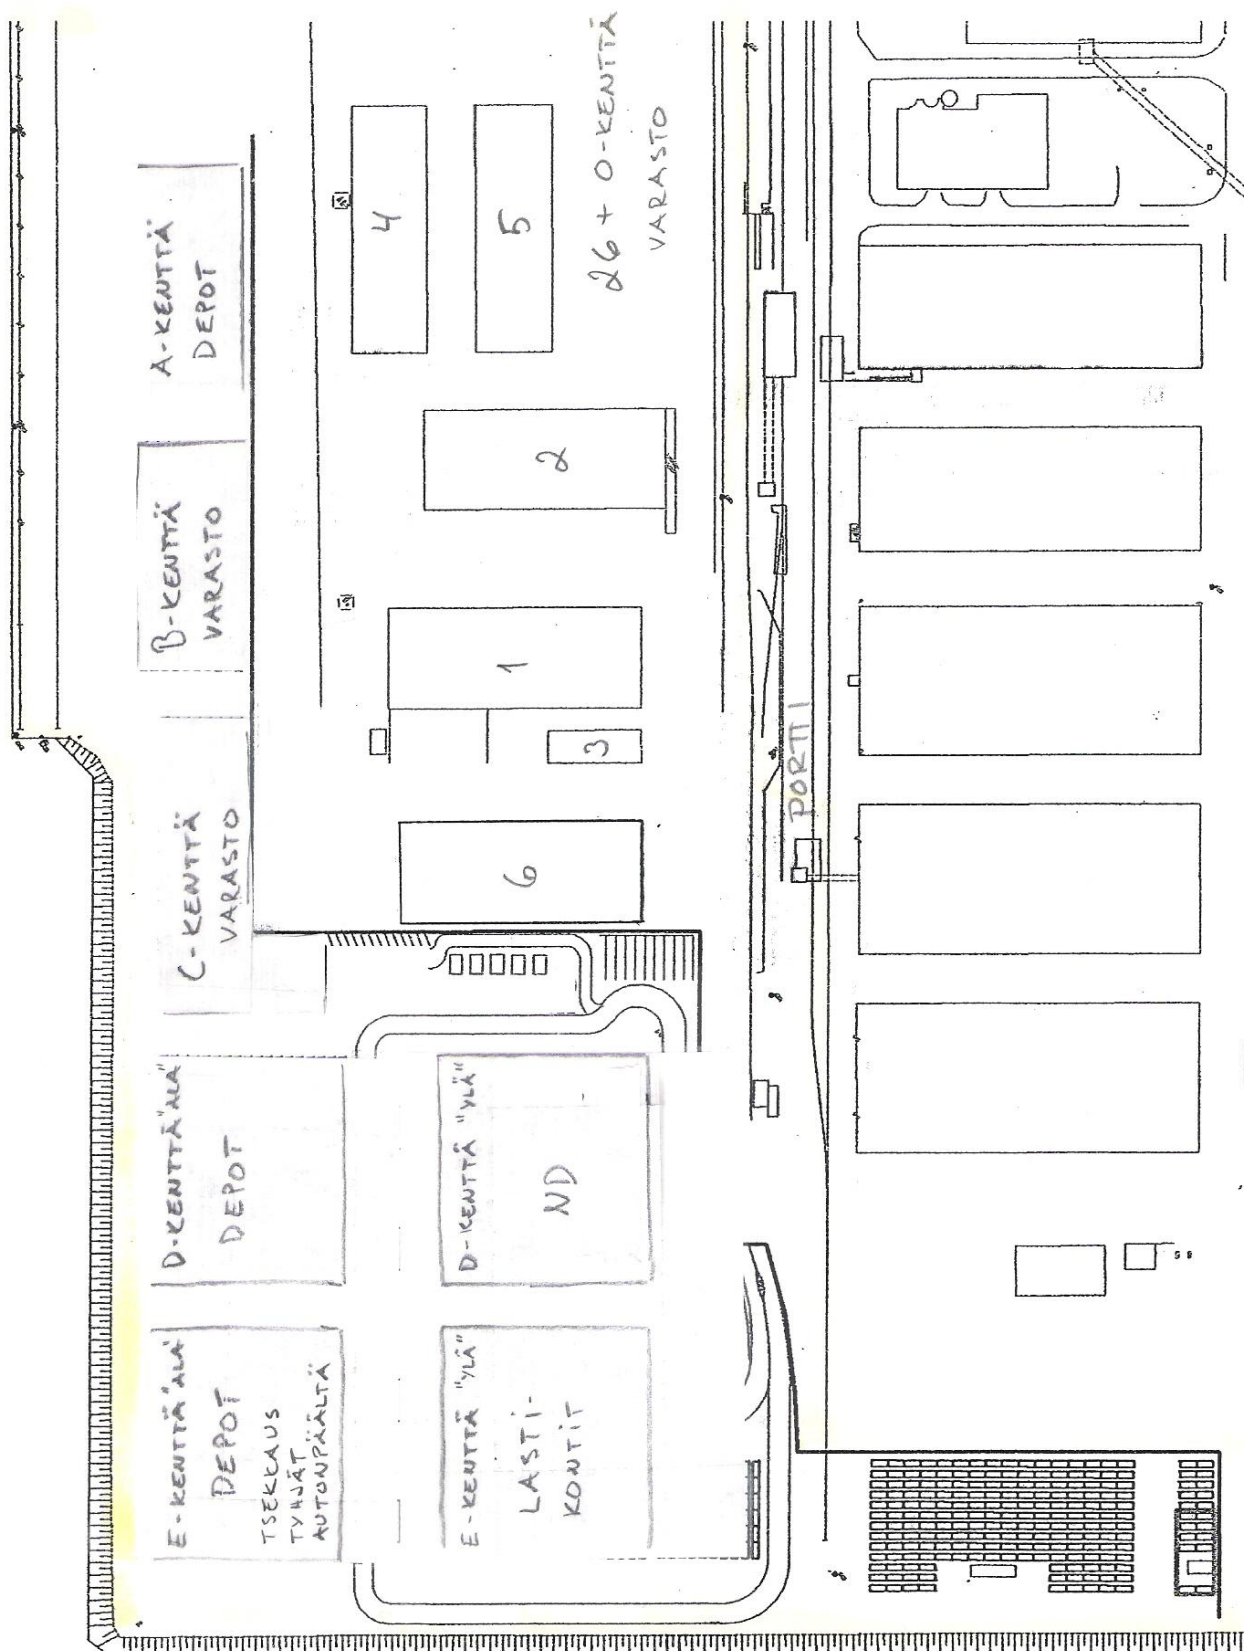 E-KENTTÄ "ALA"
DEPOT
TSEKKAUS
TYHJÄT
AUTONPÄÄLTÄ
D-KENTTÄ "ALA"
DEPOT
C-KENTTÄ
VARASTO
B-KENTTÄ
VARASTO
A-KENTTÄ
DEPOT
E-KENTTÄ "YLÄ"
LASTI-
KONTIT
D-KENTTÄ "YLÄ"
ND
6
3
1
2
4
5
26 + O-KENTTÄ
VARASTO
PORTTI